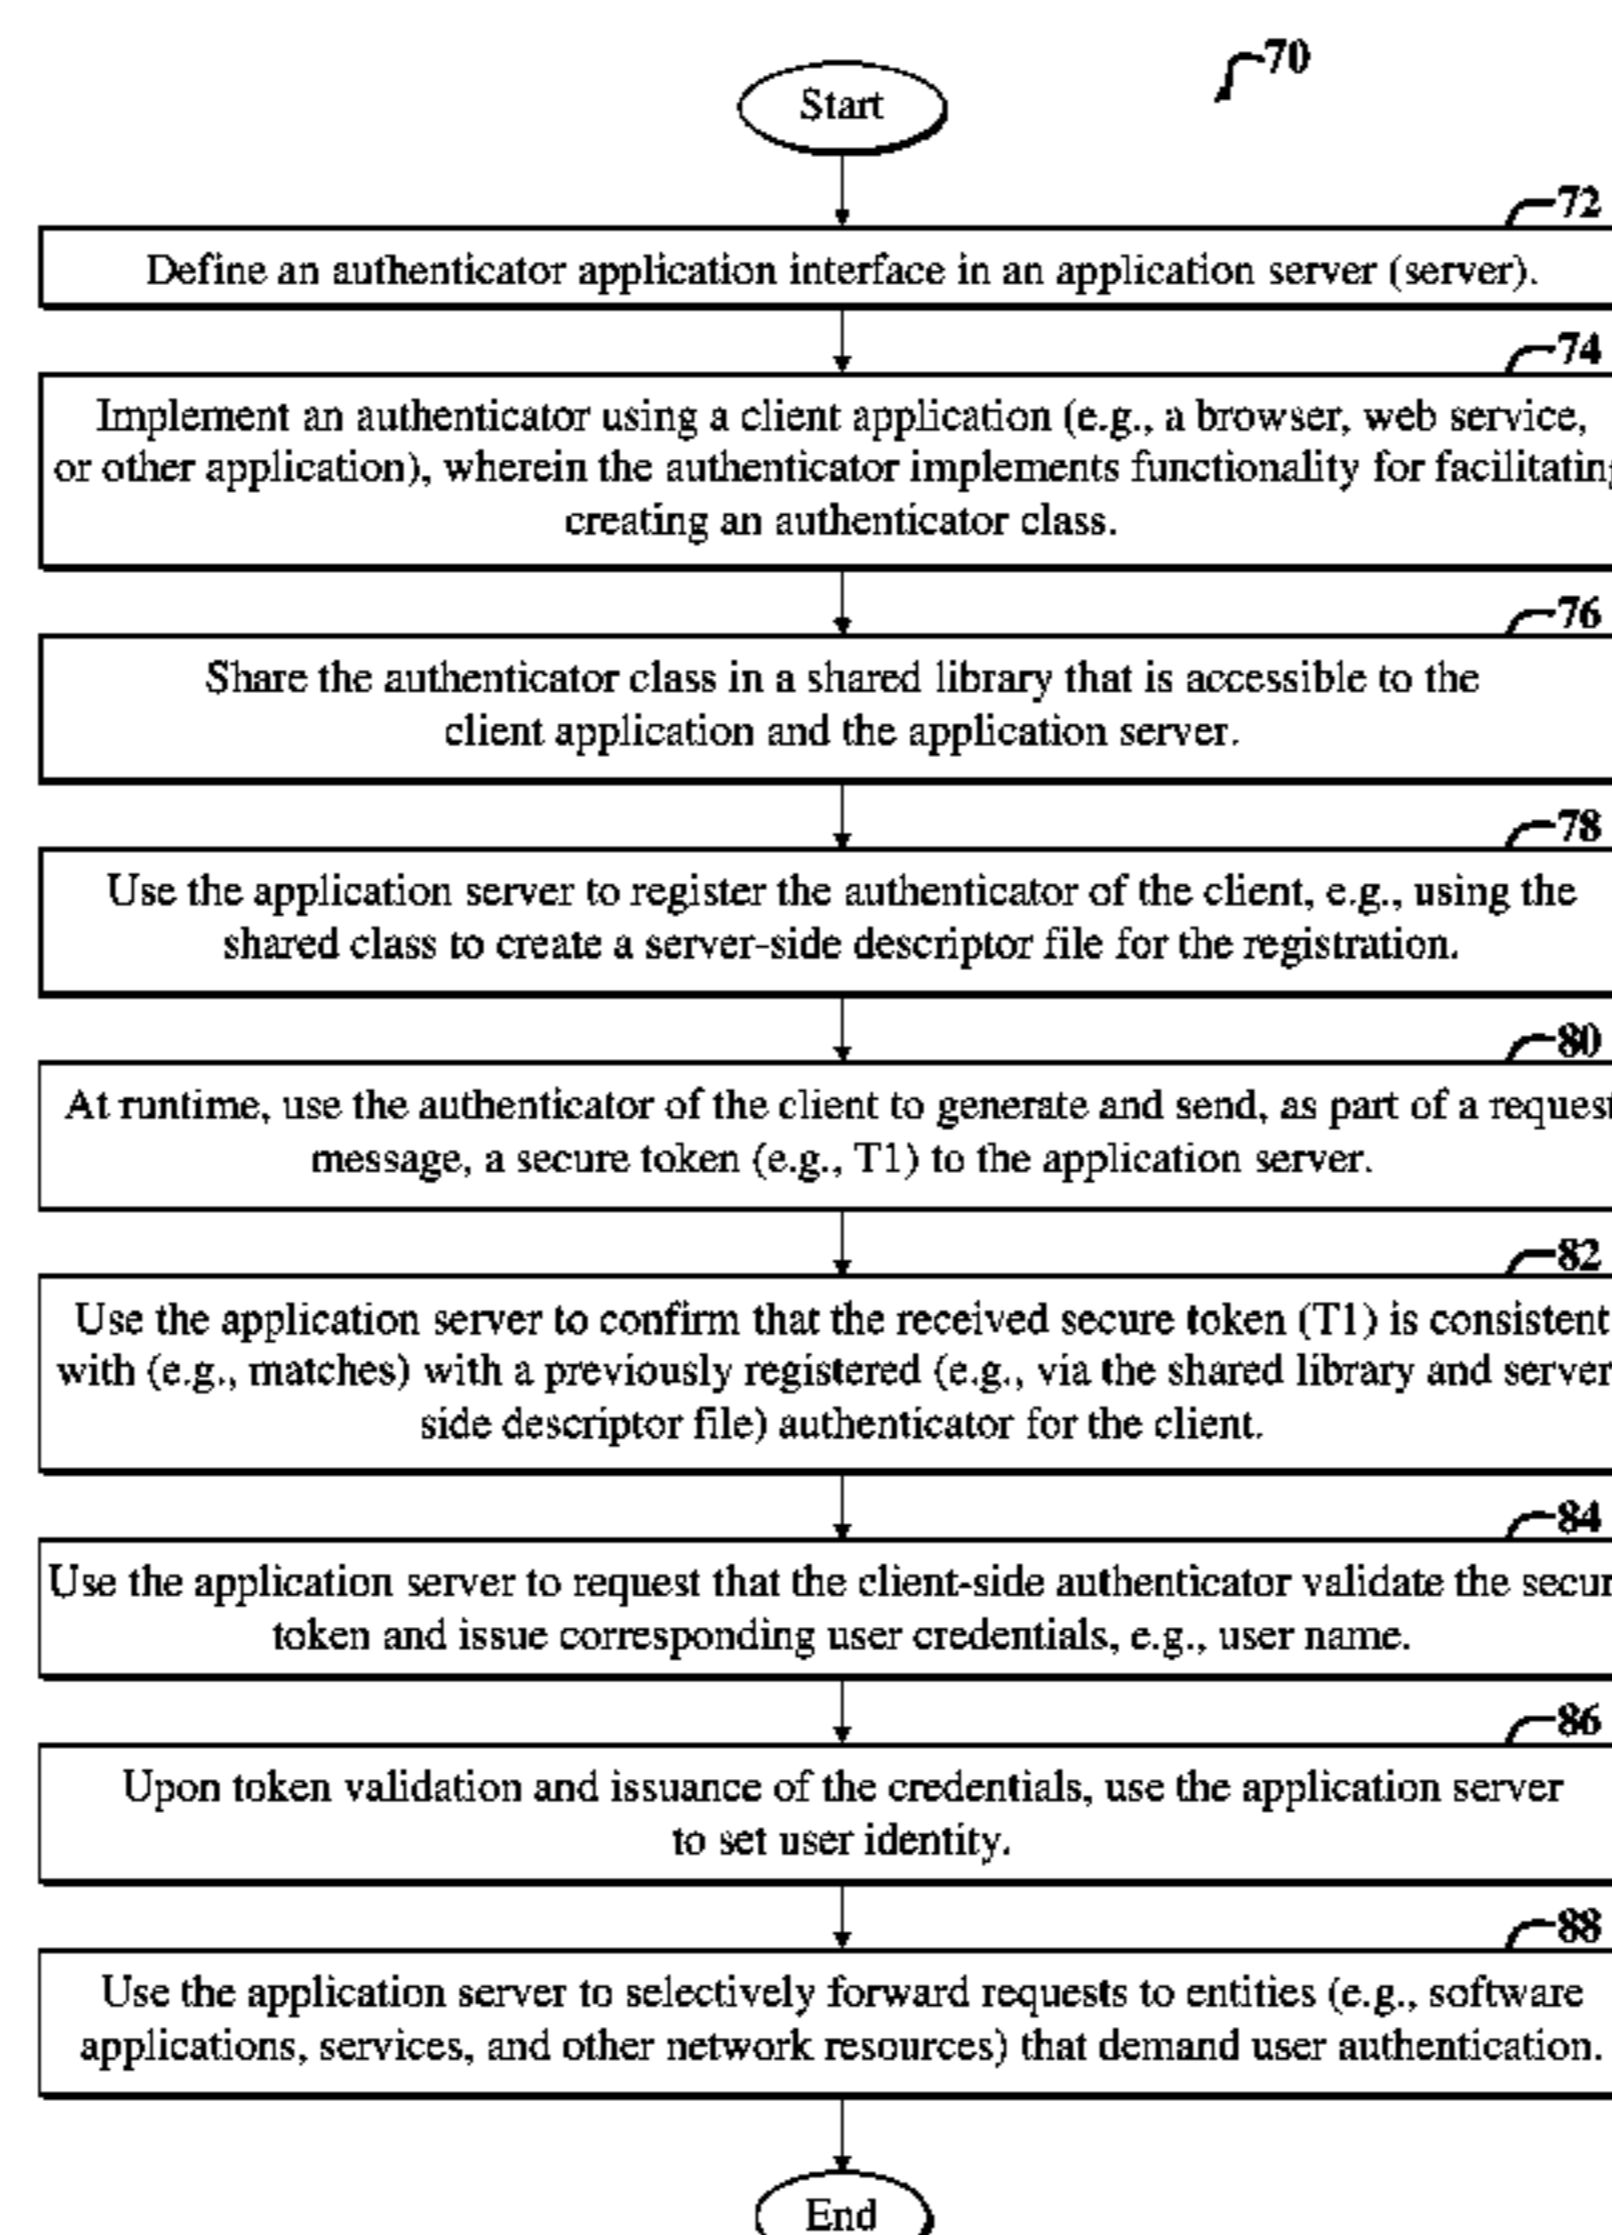 70
Start
72
Define an authenticator application interface in an application server (server).
74
Implement an authenticator using a client application (e.g., a browser, web service,
or other application), wherein the authenticator implements functionality for facilitating
creating an authenticator class.
76
Share the authenticator class in a shared library that is accessible to the
client application and the application server.
78
Use the application server to register the authenticator of the client, e.g., using the
shared class to create a server-side descriptor file for the registration.
80
At runtime, use the authenticator of the client to generate and send, as part of a request
message, a secure token (e.g., T1) to the application server.
82
Use the application server to confirm that the received secure token (T1) is consistent
with (e.g., matches) with a previously registered (e.g., via the shared library and server
side descriptor file) authenticator for the client.
84
Use the application server to request that the client-side authenticator validate the secur
token and issue corresponding user credentials, e.g., user name.
86
Upon token validation and issuance of the credentials, use the application server
to set user identity.
88
Use the application server to selectively forward requests to entities (e.g., software
applications, services, and other network resources) that demand user authentication.
End